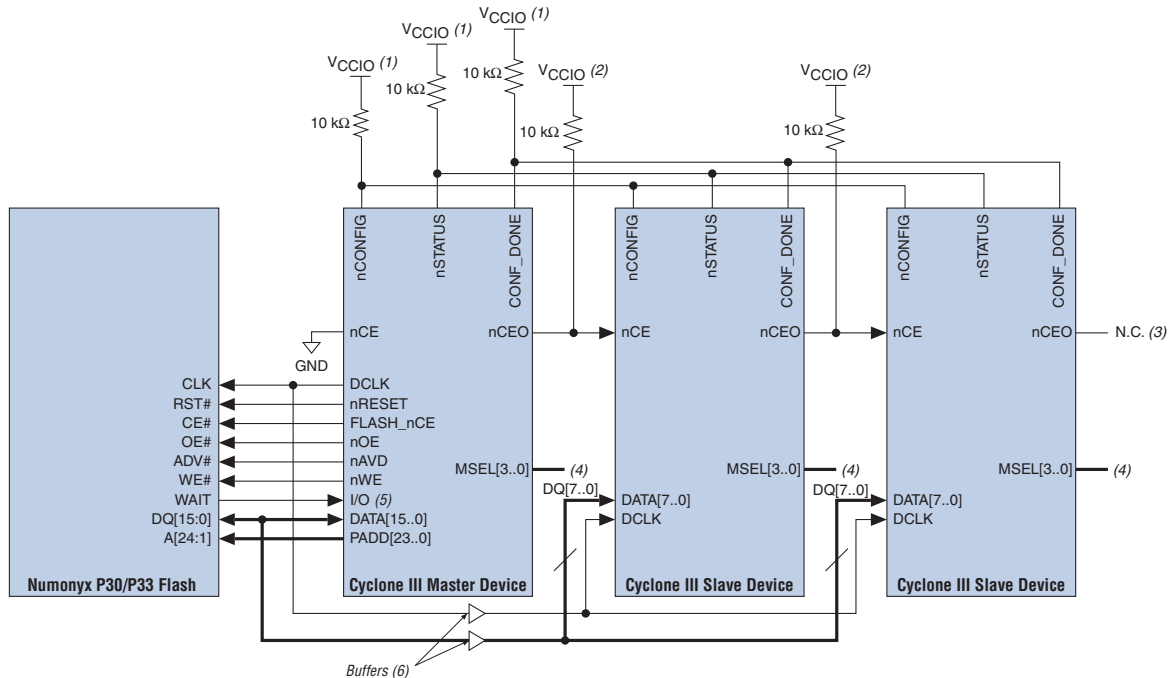 VCCIO (1)
VCCIO (1)
VCCIO (1)
VCCIO (2)
VCCIO (2)
10 kΩ
10 kΩ
10 kΩ
10 kΩ
10 kΩ
nCONFIG
nSTATUS
CONF_DONE
nCONFIG
nSTATUS
CONF_DONE
nCONFIG
nSTATUS
CONF_DONE
nCE
nCEO
nCE
nCEO
nCE
nCEO
N.C. (3)
GND
CLK
DCLK
RST#
nRESET
CE#
FLASH_nCE
OE#
nOE
ADV#
nAVD
WE#
nWE
WAIT
I/O (5)
DQ[15:0]
DATA[15..0]
A[24:1]
PADD[23..0]
MSEL[3..0]
(4)
DQ[7..0]
DATA[7..0]
DCLK
MSEL[3..0]
(4)
DQ[7..0]
DATA[7..0]
DCLK
MSEL[3..0]
(4)
Numonyx P30/P33 Flash
Cyclone III Master Device
Cyclone III Slave Device
Cyclone III Slave Device
Buffers (6)